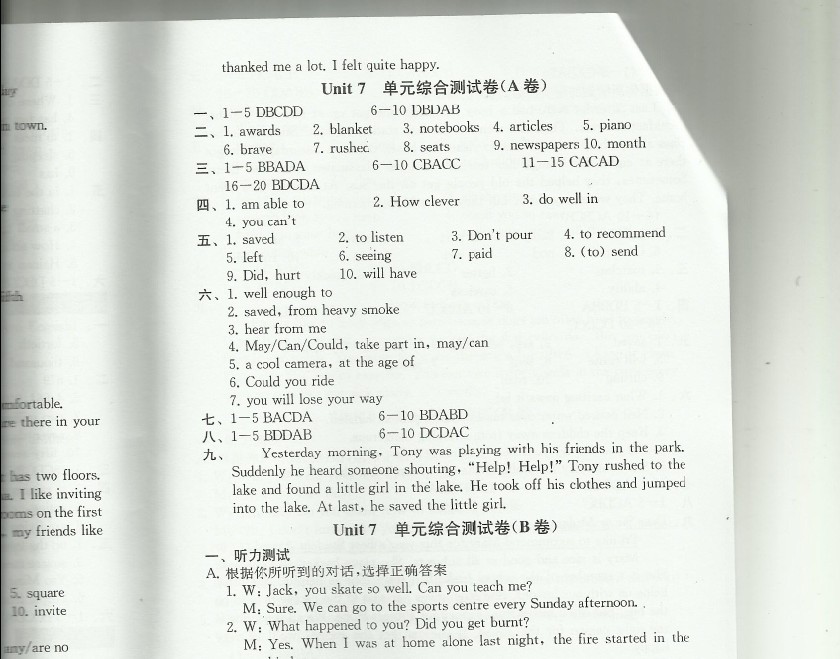 thanked me a lot. I felt quite happy.
Unit 7 单元综合测试卷(A 卷)
一、1—5 DBCDD 6—10 DBDAB
二、1. awards 2. blanket 3. notebooks 4. articles 5. piano
6. brave 7. rushed 8. seats 9. newspapers 10. month
三、1—5 BBADA 6—10 CBACC 11—15 CACAD
16—20 BDCDA
四、1. am able to 2. How clever 3. do well in
4. you can't
五、1. saved 2. to listen 3. Don't pour 4. to recommend
5. left 6. seeing 7. paid 8. (to) send
9. Did, hurt 10. will have
六、1. well enough to
2. saved, from heavy smoke
3. hear from me
4. May/Can/Could, take part in, may/can
5. a cool camera, at the age of
6. Could you ride
7. you will lose your way
七、1—5 BACDA 6—10 BDABD
八、1—5 BDDAB 6—10 DCDAC
九、 Yesterday morning, Tony was playing with his friends in the park.
Suddenly he heard someone shouting, “Help! Help!” Tony rushed to the
lake and found a little girl in the lake. He took off his clothes and jumped
into the lake. At last, he saved the little girl.
Unit 7 单元综合测试卷(B 卷)
一、听力测试
A. 根据你所听到的对话,选择正确答案
1. W: Jack, you skate so well. Can you teach me?
M: Sure. We can go to the sports centre every Sunday afternoon.
2. W: What happened to you? Did you get burnt?
M: Yes. When I was at home alone last night, the fire started in the
town.
there in your
has two floors.
I like inviting
on the first
my friends like
5. square
10. invite
any/are no